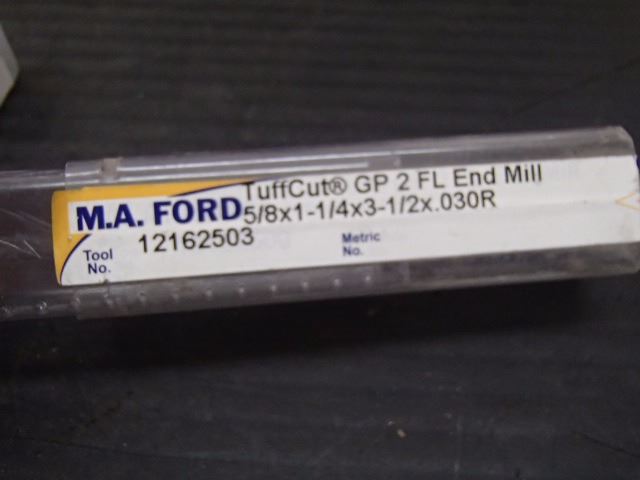 M.A. FORD
TuffCut® GP 2 FL End Mill
5/8x1-1/4x3-1/2x.030R
Tool No. 12162503
Metric No.